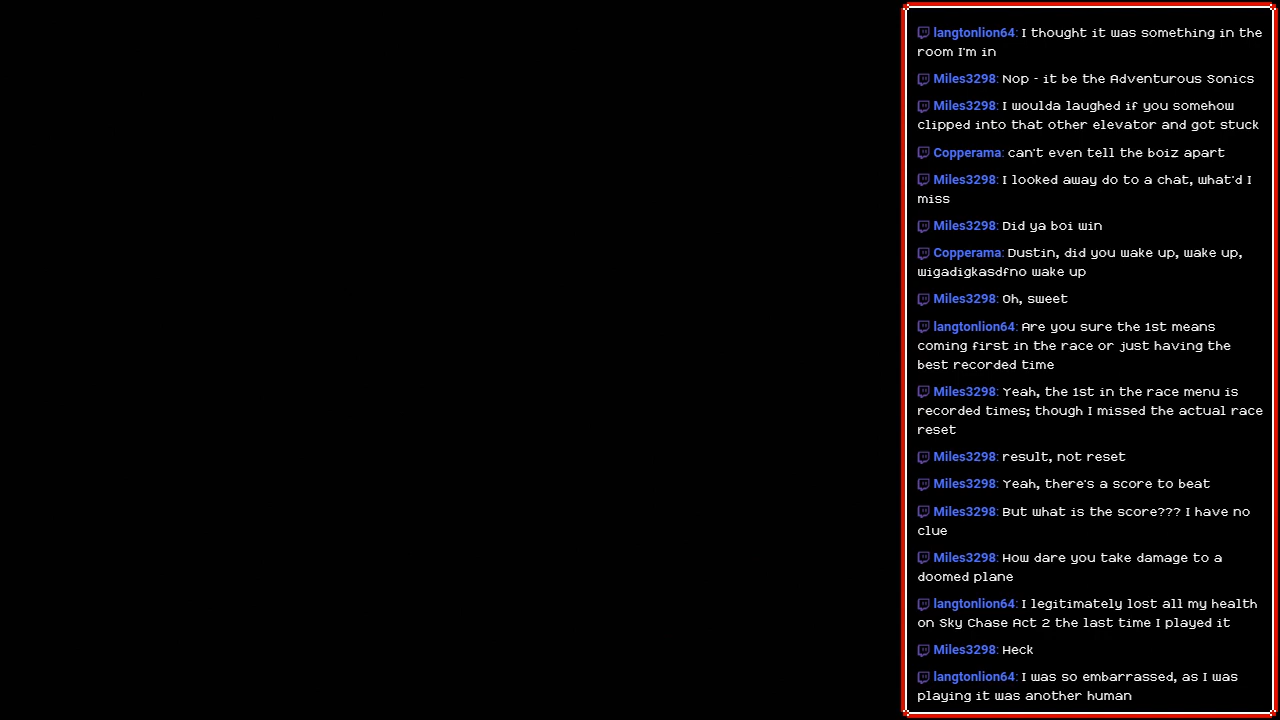 langtonlion64: I thought it was something in the
room I'm in
Miles3298: Nop - it be the Adventurous Sonics
Miles3298: I woulda laughed if you somehow
clipped into that other elevator and got stuck
Copperama: can't even tell the boiz apart
Miles3298: I looked away do to a chat, what'd I
miss
Miles3298: Did ya boi win
Copperama: Dustin, did you wake up, wake up,
wigadigkasdfno wake up
Miles3298: Oh, sweet
langtonlion64: Are you sure the 1st means
coming first in the race or just having the
best recorded time
Miles3298: Yeah, the 1st in the race menu is
recorded times; though I missed the actual race
reset
Miles3298: result, not reset
Miles3298: Yeah, there's a score to beat
Miles3298: But what is the score??? I have no
clue
Miles3298: How dare you take damage to a
doomed plane
langtonlion64: I legitimately lost all my health
on Sky Chase Act 2 the last time I played it
Miles3298: Heck
langtonlion64: I was so embarrassed, as I was
playing it was another human